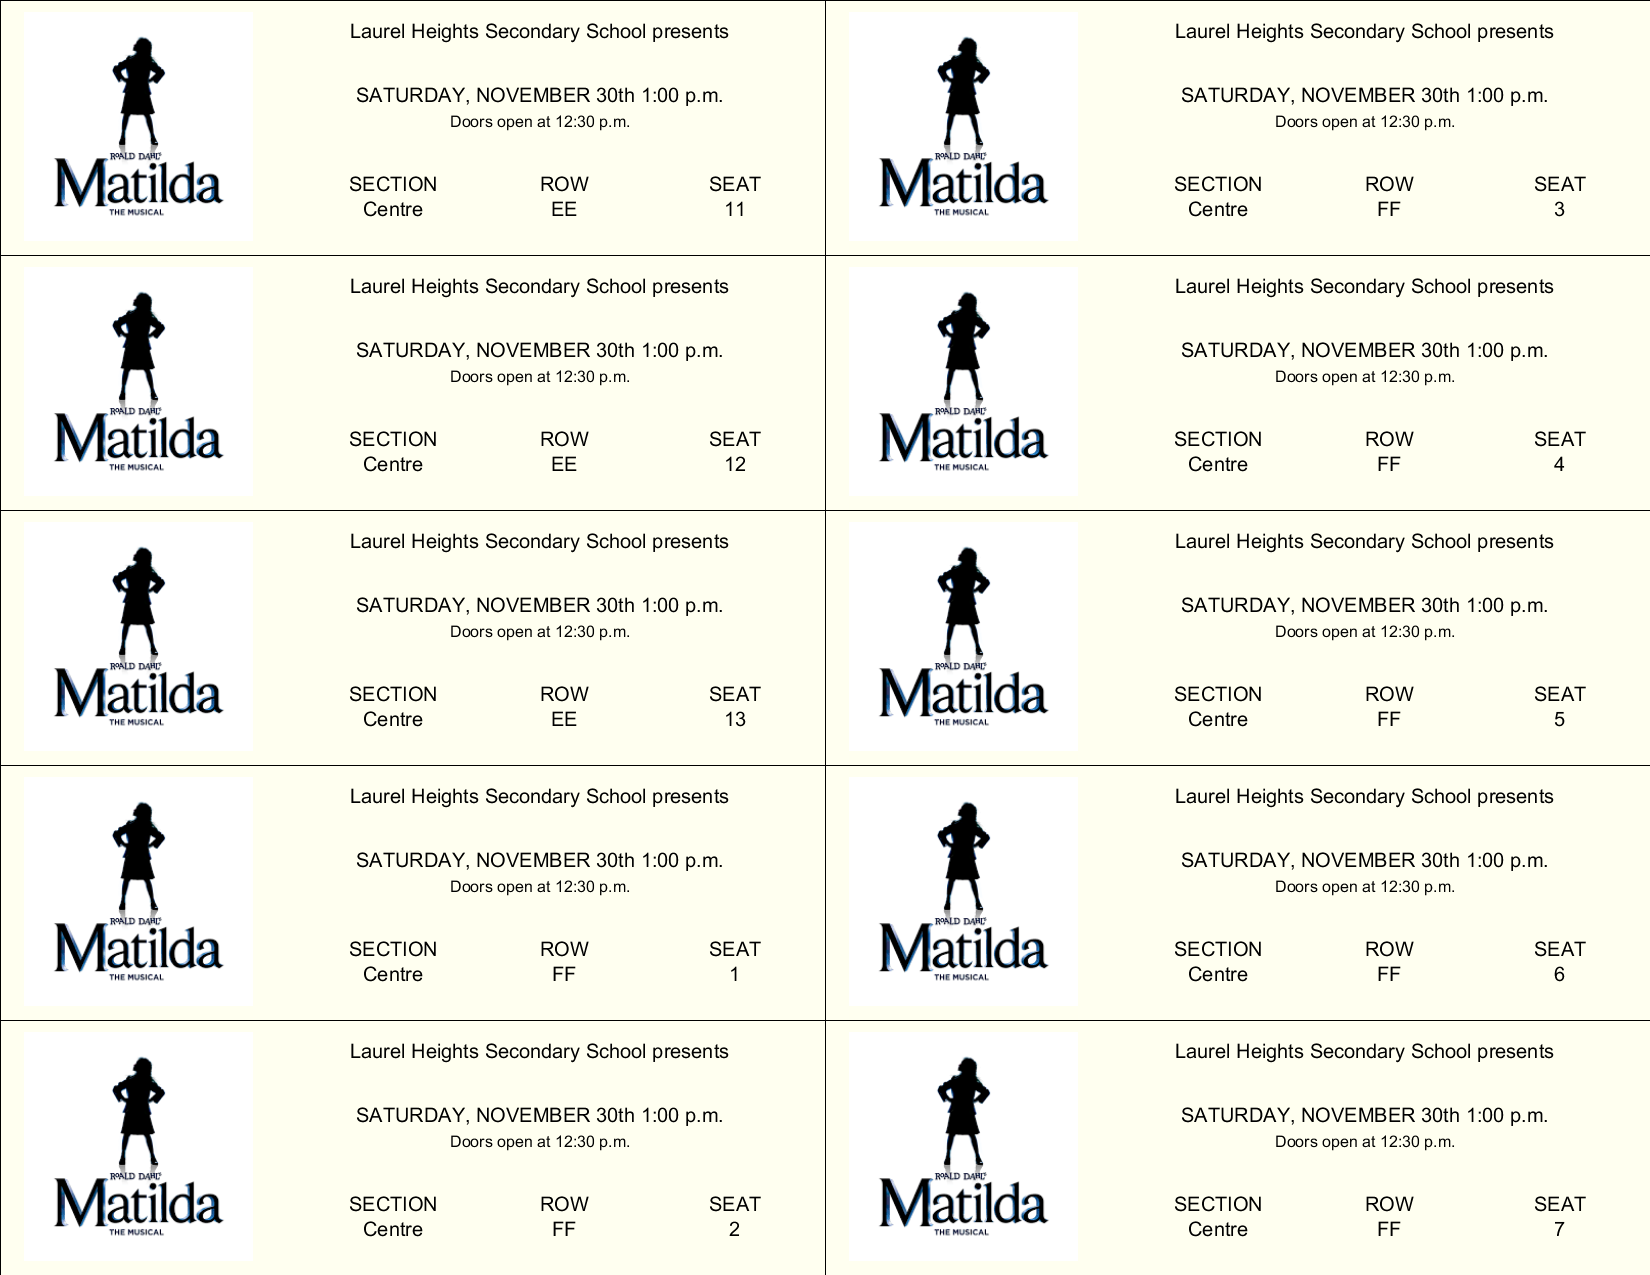 Laurel Heights Secondary School presents
SATURDAY, NOVEMBER 30th 1:00 p.m.
Doors open at 12:30 p.m.
ROALD DAHL'S
Matilda
THE MUSICAL
SECTION ROW SEAT
Centre EE 11
Laurel Heights Secondary School presents
SATURDAY, NOVEMBER 30th 1:00 p.m.
Doors open at 12:30 p.m.
ROALD DAHL'S
Matilda
THE MUSICAL
SECTION ROW SEAT
Centre FF 3
Laurel Heights Secondary School presents
SATURDAY, NOVEMBER 30th 1:00 p.m.
Doors open at 12:30 p.m.
ROALD DAHL'S
Matilda
THE MUSICAL
SECTION ROW SEAT
Centre EE 12
Laurel Heights Secondary School presents
SATURDAY, NOVEMBER 30th 1:00 p.m.
Doors open at 12:30 p.m.
ROALD DAHL'S
Matilda
THE MUSICAL
SECTION ROW SEAT
Centre FF 4
Laurel Heights Secondary School presents
SATURDAY, NOVEMBER 30th 1:00 p.m.
Doors open at 12:30 p.m.
ROALD DAHL'S
Matilda
THE MUSICAL
SECTION ROW SEAT
Centre EE 13
Laurel Heights Secondary School presents
SATURDAY, NOVEMBER 30th 1:00 p.m.
Doors open at 12:30 p.m.
ROALD DAHL'S
Matilda
THE MUSICAL
SECTION ROW SEAT
Centre FF 5
Laurel Heights Secondary School presents
SATURDAY, NOVEMBER 30th 1:00 p.m.
Doors open at 12:30 p.m.
ROALD DAHL'S
Matilda
THE MUSICAL
SECTION ROW SEAT
Centre FF 1
Laurel Heights Secondary School presents
SATURDAY, NOVEMBER 30th 1:00 p.m.
Doors open at 12:30 p.m.
ROALD DAHL'S
Matilda
THE MUSICAL
SECTION ROW SEAT
Centre FF 6
Laurel Heights Secondary School presents
SATURDAY, NOVEMBER 30th 1:00 p.m.
Doors open at 12:30 p.m.
ROALD DAHL'S
Matilda
THE MUSICAL
SECTION ROW SEAT
Centre FF 2
Laurel Heights Secondary School presents
SATURDAY, NOVEMBER 30th 1:00 p.m.
Doors open at 12:30 p.m.
ROALD DAHL'S
Matilda
THE MUSICAL
SECTION ROW SEAT
Centre FF 7